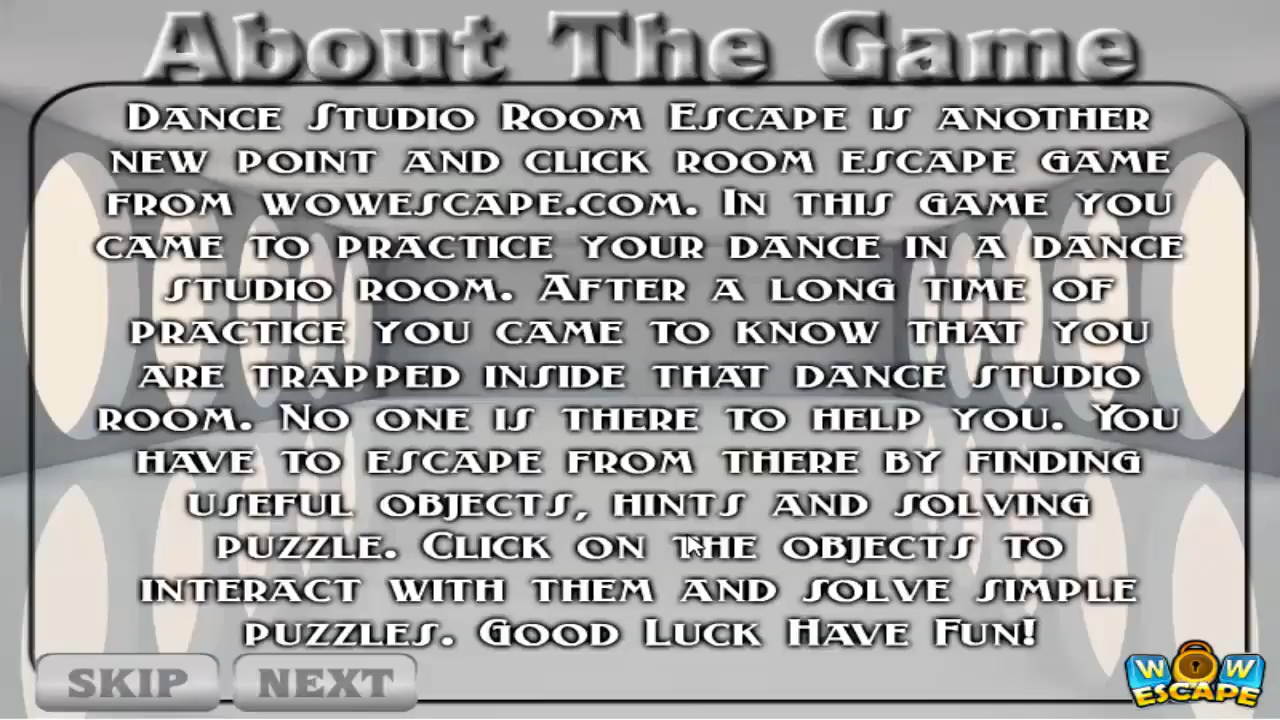 About The Game
Dance Studio Room Escape is another
new point and click room escape game
from wowescape.com. In this game you
came to practice your dance in a dance
studio room. After a long time of
practice you came to know that you
are trapped inside that dance studio
room. No one is there to help you. You
have to escape from there by finding
useful objects, hints and solving
puzzle. Click on the objects to
interact with them and solve simple
puzzles. Good Luck Have Fun!
SKIP NEXT
WOW
ESCAPE